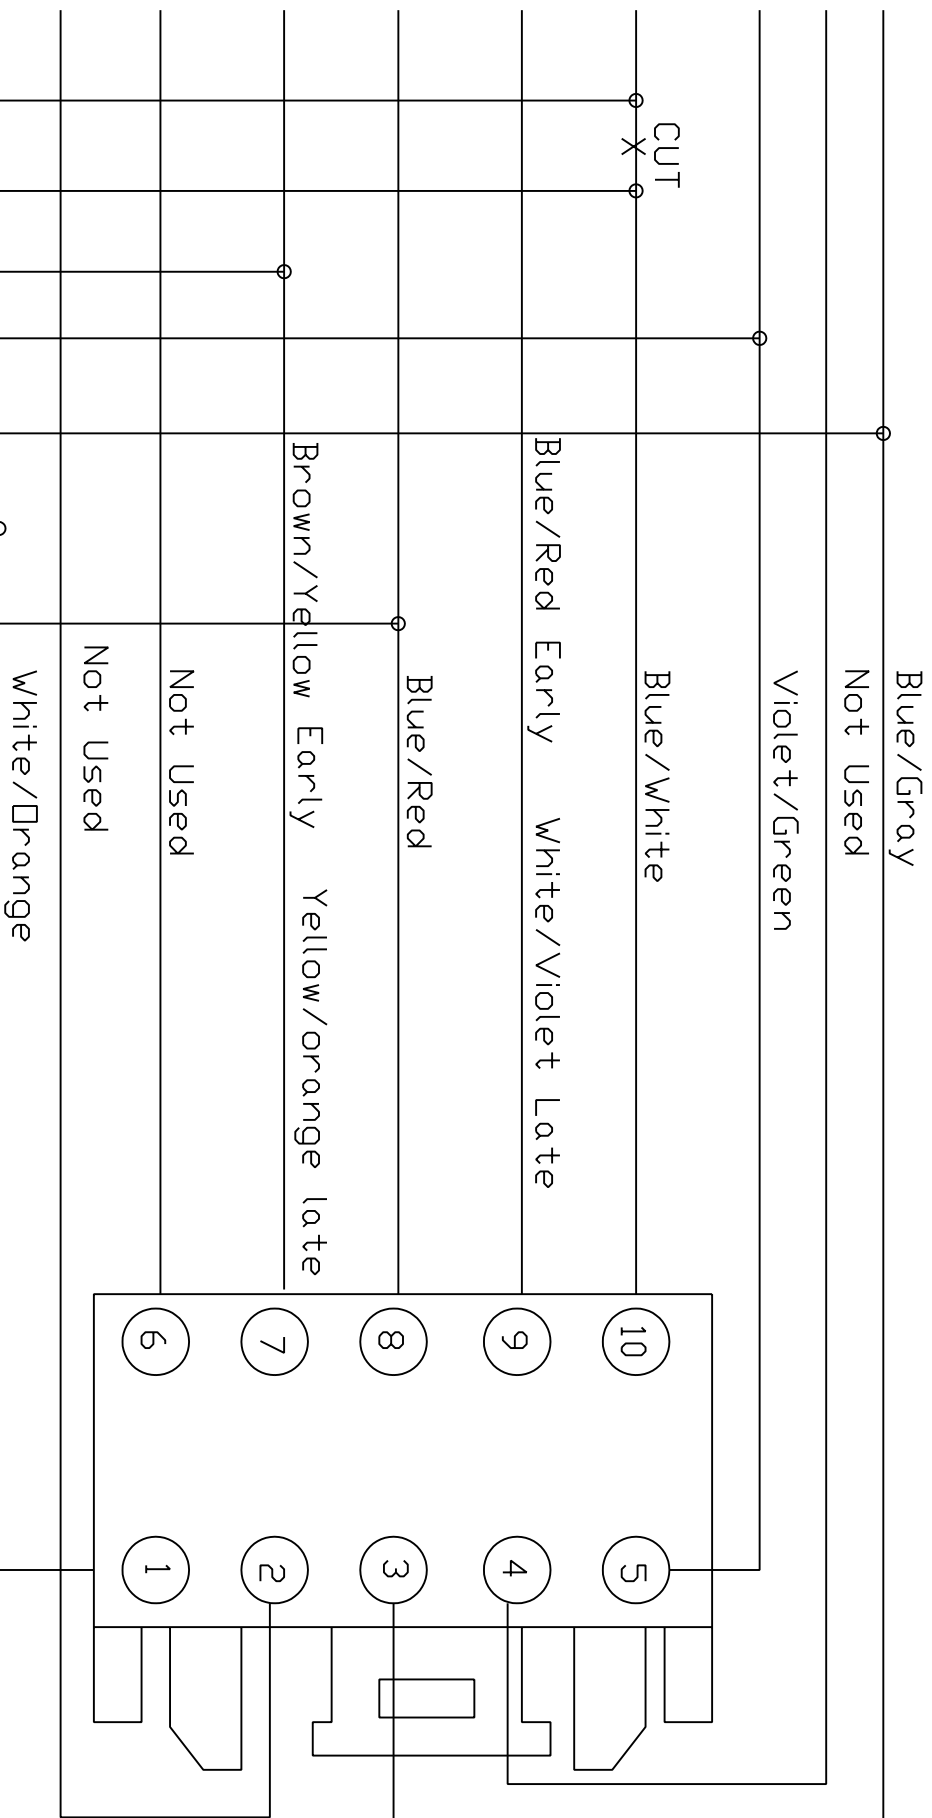 CUT
X
Blue/Gray
Not Used
Violet/Green
Blue/White
Blue/Red Early White/Violet Late
Blue/Red
Brown/Yellow Early Yellow/orange late
Not Used
Not Used
White/Orange
10
9
8
7
6
5
4
3
2
1